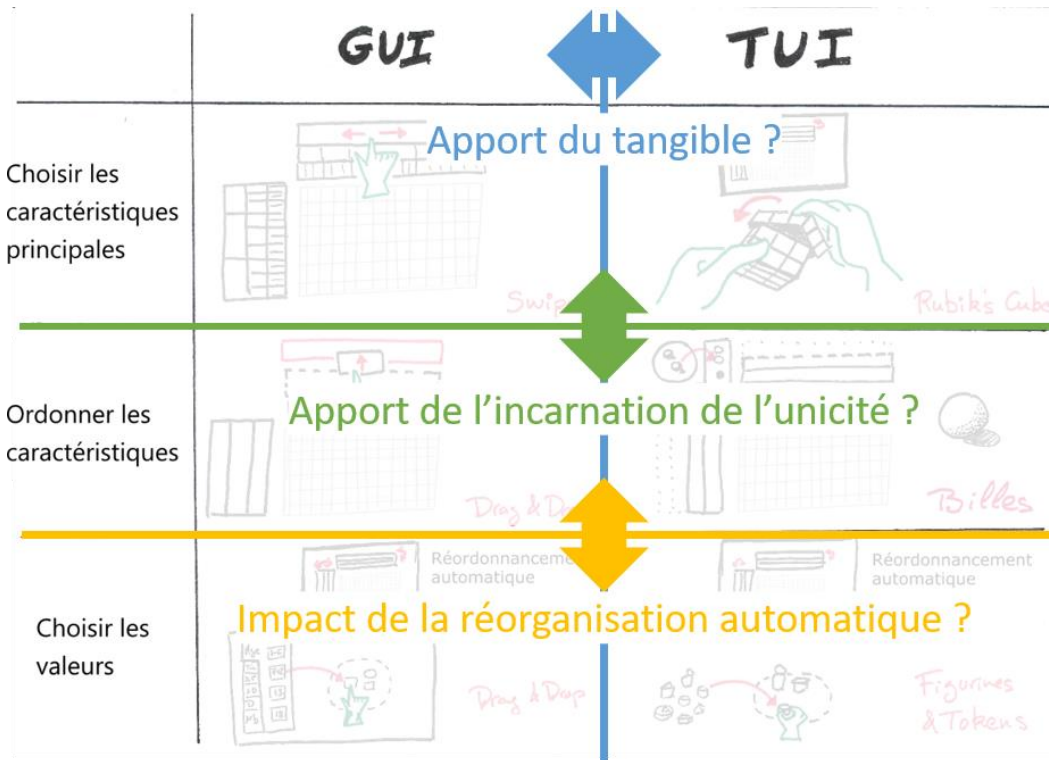 GUI
TUI
Apport du tangible ?
Choisir les
caractéristiques
principales
Swipe
Rubik's Cube
Ordonner les
caractéristiques
Apport de l'incarnation de l'unicité ?
Drag & Drop
Billes
Réordonnancement
automatique
Réordonnancement
automatique
Choisir les
valeurs
Impact de la réorganisation automatique ?
Drag & Drop
Figurines
& Tokens